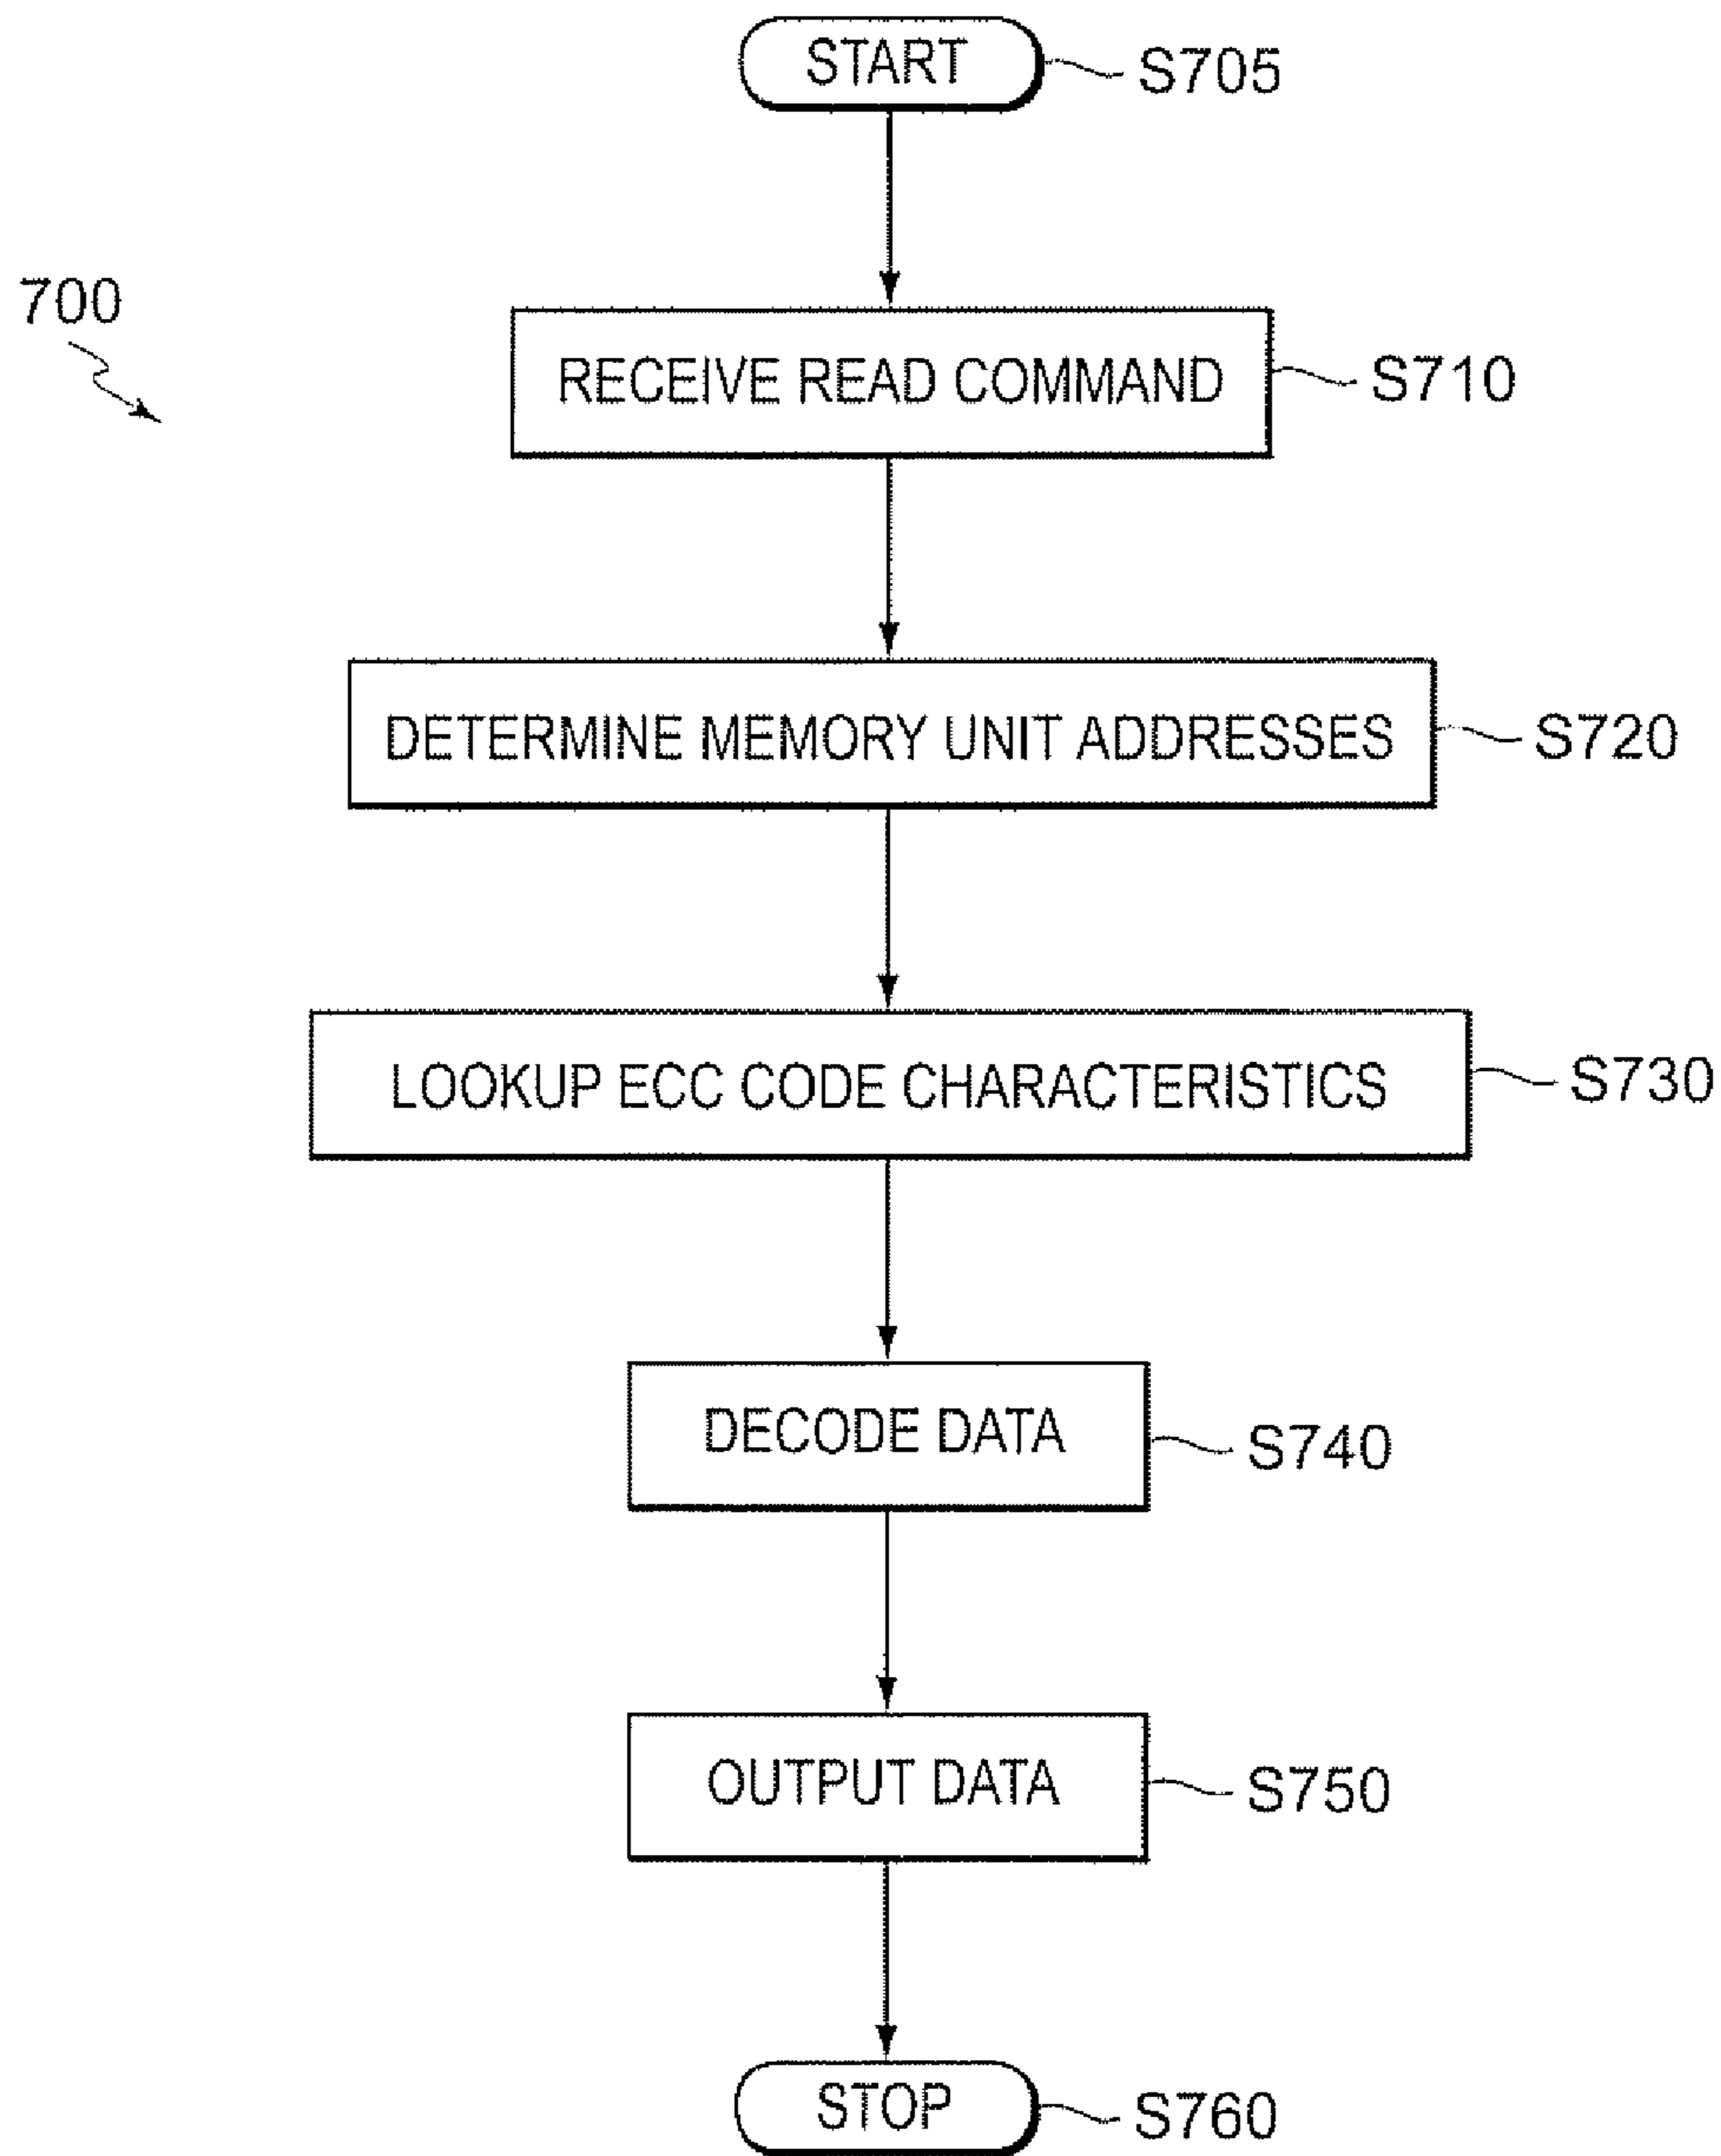 START
S705
700
RECEIVE READ COMMAND
S710
DETERMINE MEMORY UNIT ADDRESSES
S720
LOOKUP ECC CODE CHARACTERISTICS
S730
DECODE DATA
S740
OUTPUT DATA
S750
STOP
S760